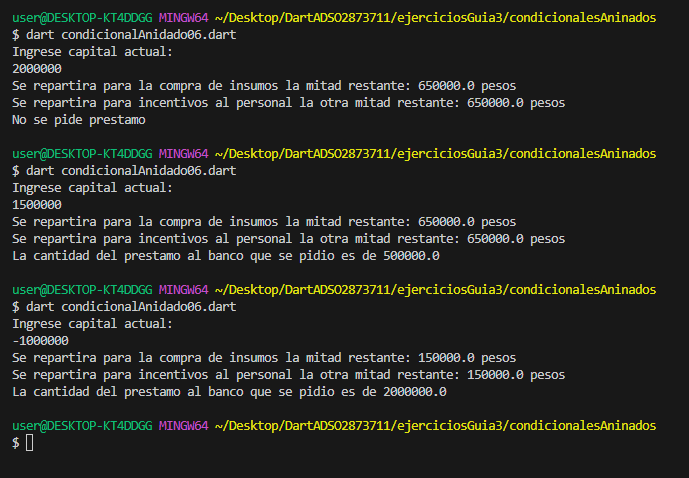 user@DESKTOP-KT4DDGG MINGW64 ~/Desktop/DartADSO2873711/ejerciciosGuia3/condicionalesAninados
$ dart condicionalAnidado06.dart
Ingrese capital actual:
2000000
Se repartira para la compra de insumos la mitad restante: 650000.0 pesos
Se repartira para incentivos al personal la otra mitad restante: 650000.0 pesos
No se pide prestamo
user@DESKTOP-KT4DDGG MINGW64 ~/Desktop/DartADSO2873711/ejerciciosGuia3/condicionalesAninados
$ dart condicionalAnidado06.dart
Ingrese capital actual:
1500000
Se repartira para la compra de insumos la mitad restante: 650000.0 pesos
Se repartira para incentivos al personal la otra mitad restante: 650000.0 pesos
La cantidad del prestamo al banco que se pidio es de 500000.0
user@DESKTOP-KT4DDGG MINGW64 ~/Desktop/DartADSO2873711/ejerciciosGuia3/condicionalesAninados
$ dart condicionalAnidado06.dart
Ingrese capital actual:
-1000000
Se repartira para la compra de insumos la mitad restante: 150000.0 pesos
Se repartira para incentivos al personal la otra mitad restante: 150000.0 pesos
La cantidad del prestamo al banco que se pidio es de 2000000.0
user@DESKTOP-KT4DDGG MINGW64 ~/Desktop/DartADSO2873711/ejerciciosGuia3/condicionalesAninados
$